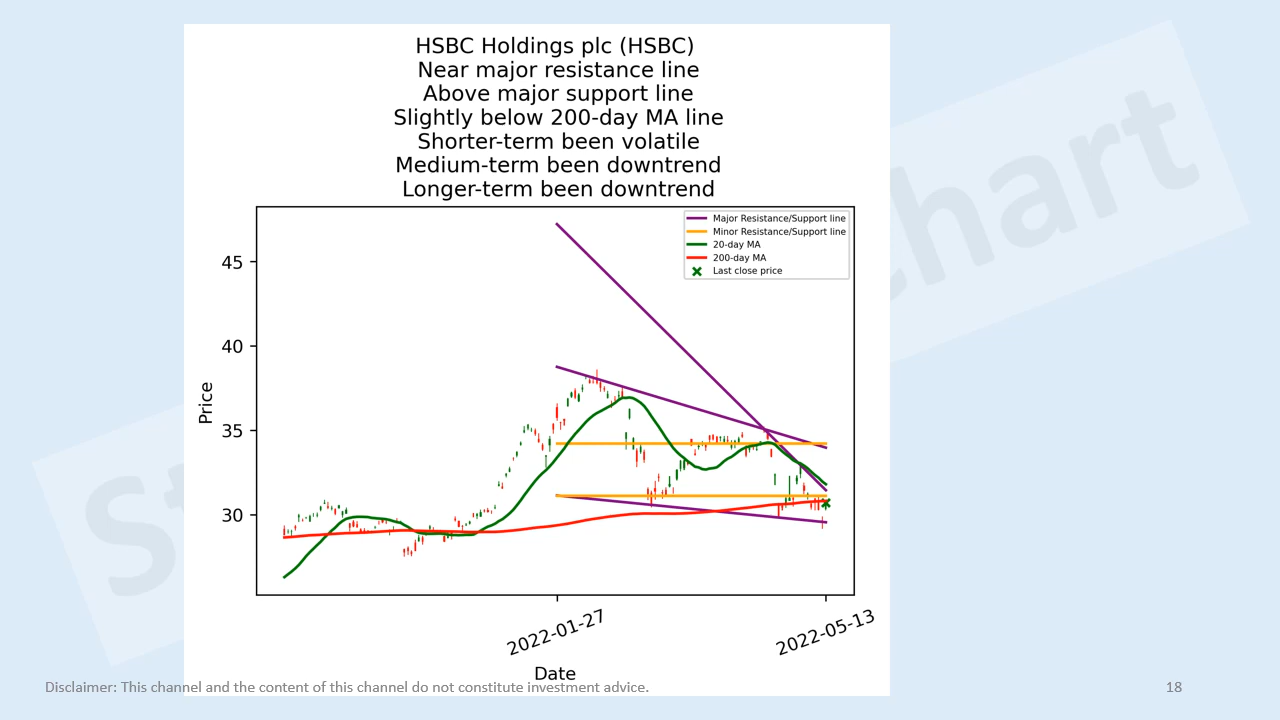 HSBC Holdings plc (HSBC)
Near major resistance line
Above major support line
Slightly below 200-day MA line
Shorter-term been volatile
Medium-term been downtrend
Longer-term been downtrend
Major Resistance/Support line
Minor Resistance/Support line
20-day MA
200-day MA
Last close price
45
40
35
30
Price
2022-01-27
2022-05-13
Date
Disclaimer: This channel and the content of this channel do not constitute investment advice.
18